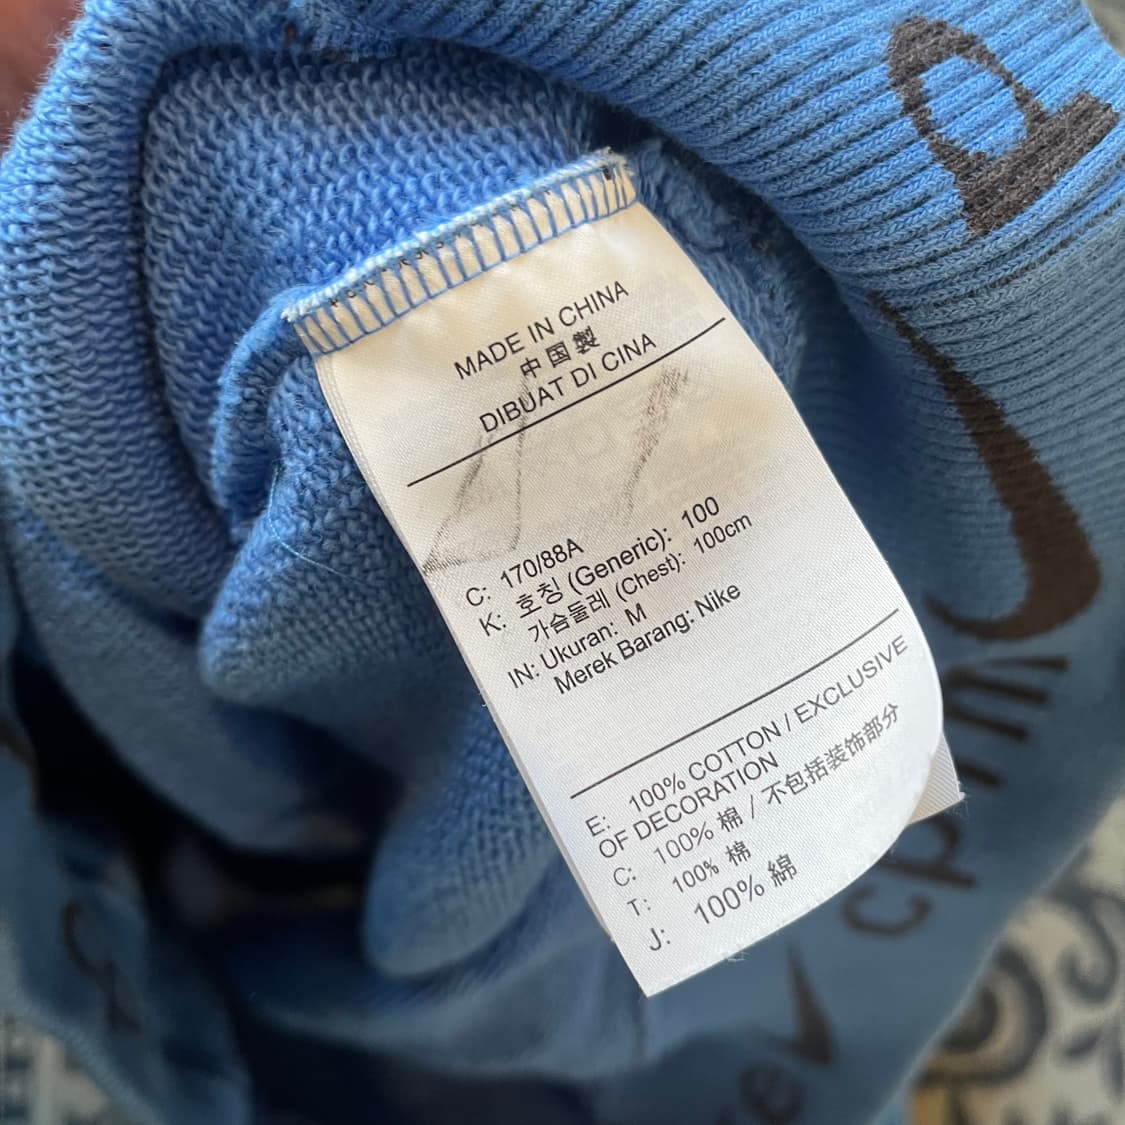 MADE IN CHINA
中国製
DIBUAT DI CINA
C: 170/88A
K: 호칭 (Generic): 100
가슴둘레 (Chest): 100cm
IN: Ukuran: M
Merek Barang: Nike
E: 100% COTTON / EXCLUSIVE
OF DECORATION
C: 100% 棉 / 不包括装饰部分
T: 100% 棉
J: 100% 綿